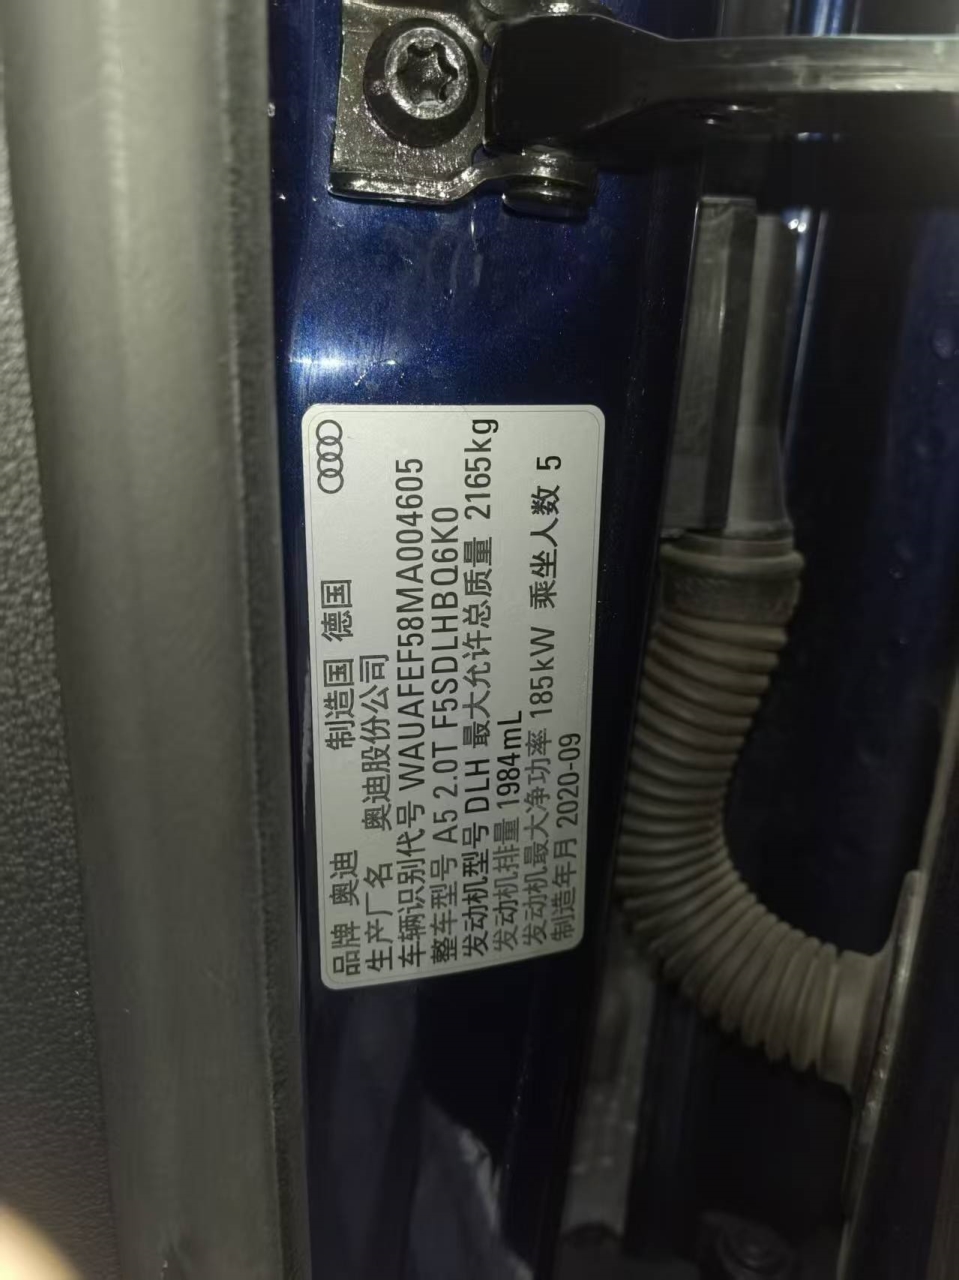 品牌 奥迪 制造国 德国
生产厂名 奥迪股份公司
车辆识别代号 WAUAFEF58MA004605
整车型号 A5 2.0T F5SDLHBQ6K0
发动机型号 DLH 最大允许总质量 2165kg
发动机排量 1984mL
发动机最大净功率 185kW 乘坐人数 5
制造年月 2020-09